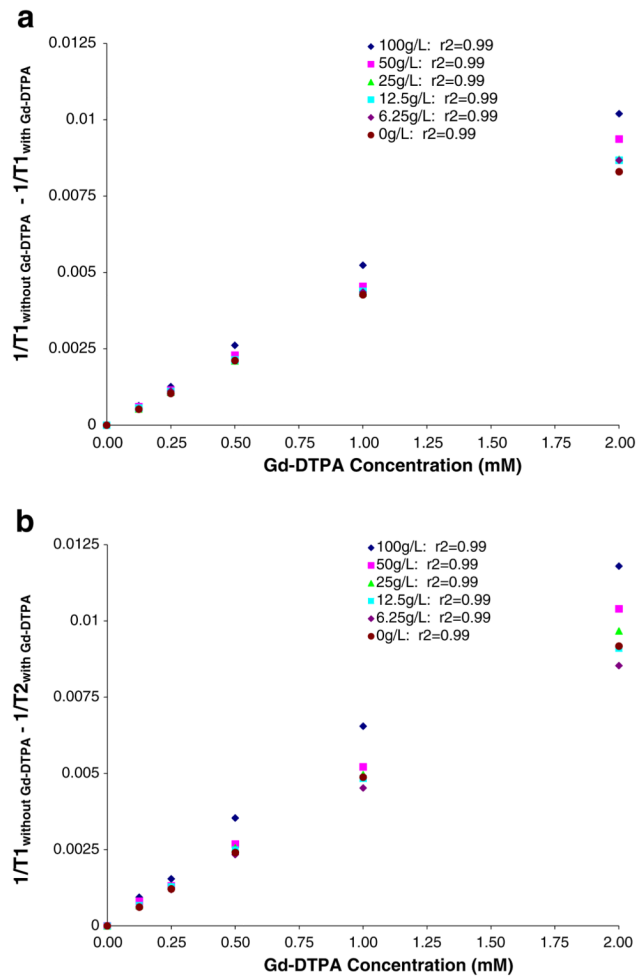 a
0.0125
0.01
0.0075
0.005
0.0025
0
1/T1without Gd-DTPA - 1/T1with Gd-DTPA
100g/L: r2=0.99
50g/L: r2=0.99
25g/L: r2=0.99
12.5g/L: r2=0.99
6.25g/L: r2=0.99
0g/L: r2=0.99
0.00 0.25 0.50 0.75 1.00 1.25 1.50 1.75 2.00
Gd-DTPA Concentration (mM)
b
0.0125
0.01
0.0075
0.005
0.0025
0
1/T1without Gd-DTPA - 1/T2with Gd-DTPA
100g/L: r2=0.99
50g/L: r2=0.99
25g/L: r2=0.99
12.5g/L: r2=0.99
6.25g/L: r2=0.99
0g/L: r2=0.99
0.00 0.25 0.50 0.75 1.00 1.25 1.50 1.75 2.00
Gd-DTPA Concentration (mM)